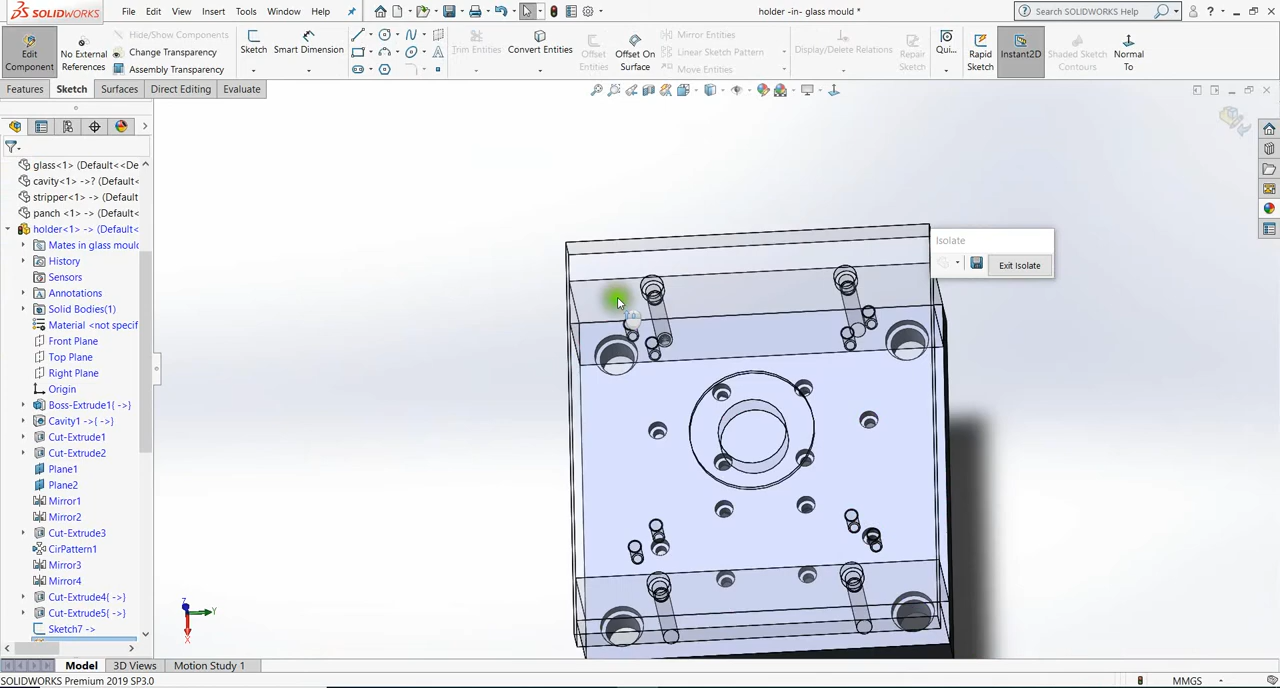 SOLIDWORKS
File Edit View Insert Tools Window Help
holder -in- glass mould *
Search SOLIDWORKS Help
Edit Component
No External References
Hide/Show Components
Change Transparency
Assembly Transparency
Sketch
Smart Dimension
Trim Entities
Convert Entities
Offset Entities
Offset On Surface
Mirror Entities
Linear Sketch Pattern
Move Entities
Display/Delete Relations
Repair Sketch
Qui...
Rapid Sketch
Instant2D
Shaded Sketch Contours
Normal To
Features Sketch Surfaces Direct Editing Evaluate
glass<1> (Default<<De
cavity<1> ->? (Default<
stripper<1> -> (Default<
panch <1> -> (Default<
holder<1> -> (Default<
Mates in glass moul
History
Sensors
Annotations
Solid Bodies(1)
Material <not specif
Front Plane
Top Plane
Right Plane
Origin
Boss-Extrude1{ ->}
Cavity1 ->{ ->}
Cut-Extrude1
Cut-Extrude2
Plane1
Plane2
Mirror1
Mirror2
Cut-Extrude3
CirPattern1
Mirror3
Mirror4
Cut-Extrude4{ ->}
Cut-Extrude5{ ->}
Sketch7 ->
Isolate
Exit Isolate
Z
Y
X
Model 3D Views Motion Study 1
SOLIDWORKS Premium 2019 SP3.0
MMGS